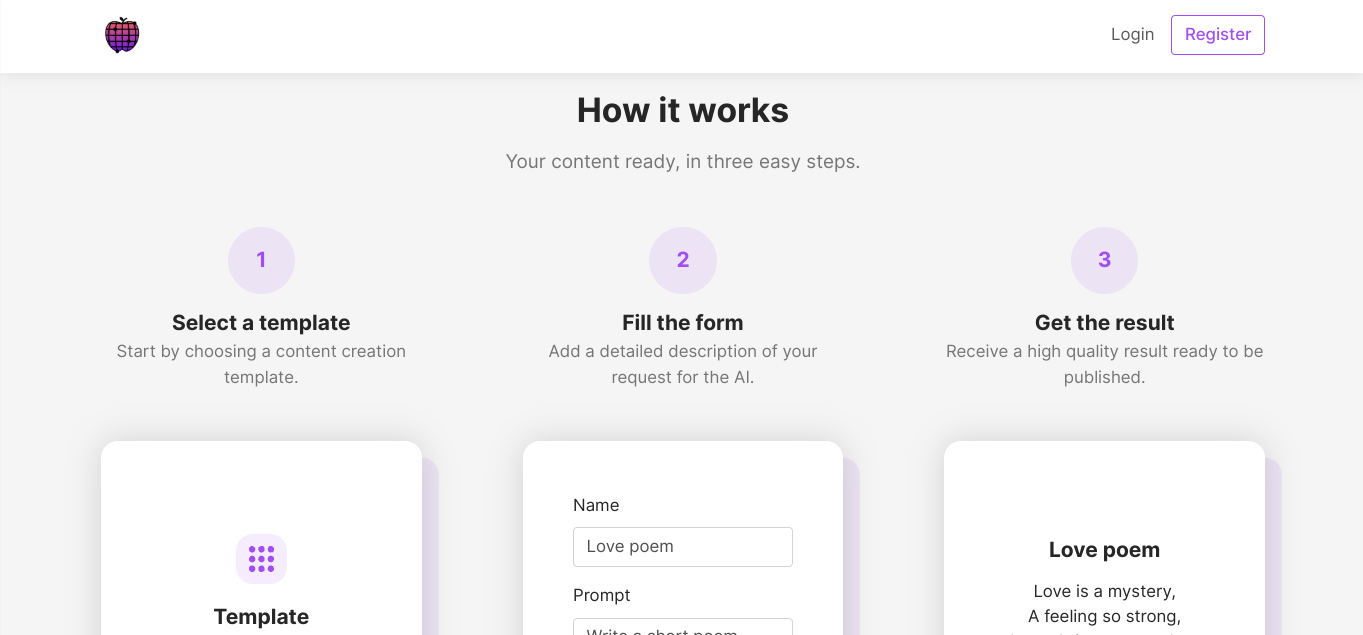 Login
Register
How it works
Your content ready, in three easy steps.
1
Select a template
Start by choosing a content creation
template.
2
Fill the form
Add a detailed description of your
request for the AI.
3
Get the result
Receive a high quality result ready to be
published.
Template
Name
Love poem
Prompt
Write a short poem
Love poem
Love is a mystery,
A feeling so strong,